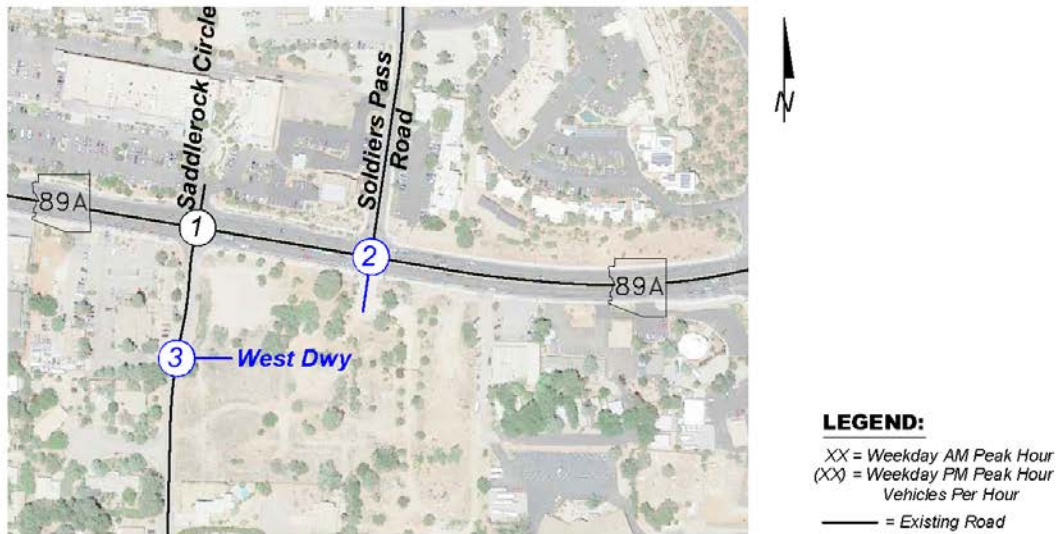 Saddlerock Circle
Soldiers Pass
Road
N
89A
1
2
89A
3
West Dwy
LEGEND:
XX = Weekday AM Peak Hour
(XX) = Weekday PM Peak Hour
Vehicles Per Hour
= Existing Road